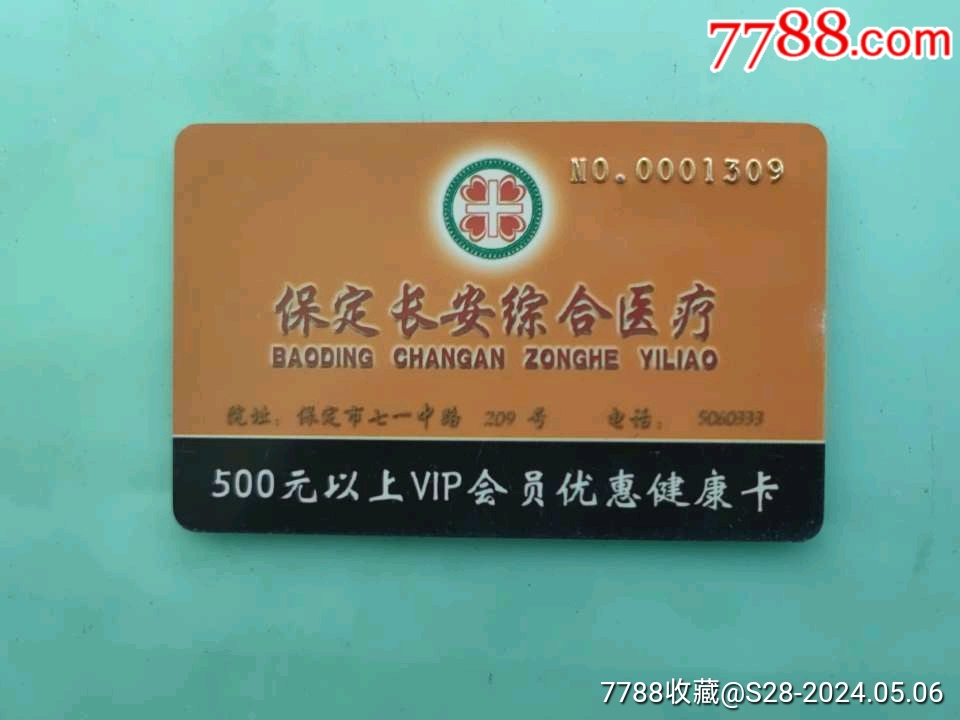 7788.com
NO.0001309
保定长安综合医疗
BAODING CHANGAN ZONGHE YILIAO
院址：保定市七一中路 209 号 电话：5060333
500元以上VIP会员优惠健康卡
7788收藏@S28-2024.05.06